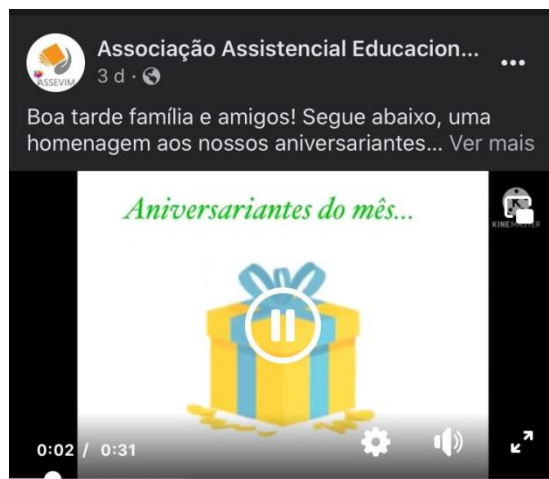 Associação Assistencial Educacion...
ASSEVIM
3 d ·
Boa tarde família e amigos! Segue abaixo, uma
homenagem aos nossos aniversariantes... Ver mais
Aniversariantes do mês...
KINEMASTER
0:02 / 0:31